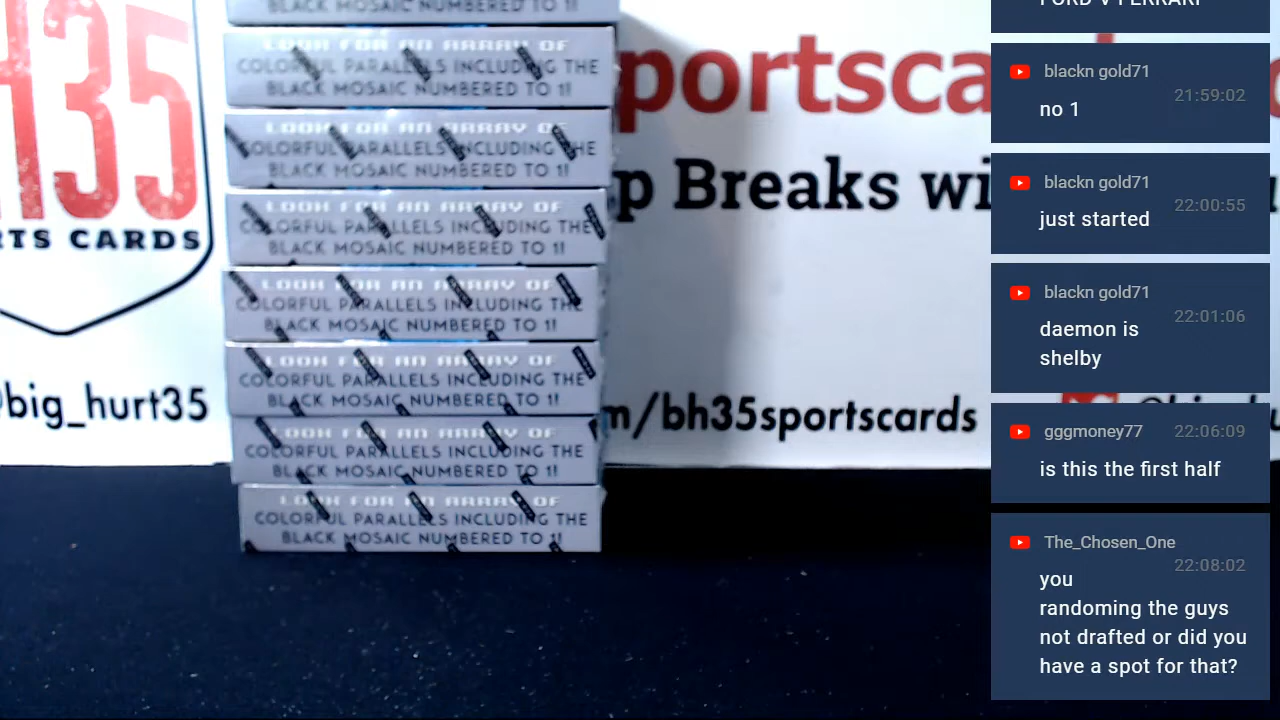 BLACK MOSAIC NUMBERED TO 1!
LOOK FOR AN ARRAY OF
COLORFUL PARALLELS INCLUDING THE
BLACK MOSAIC NUMBERED TO 1!
LOOK FOR AN ARRAY OF
COLORFUL PARALLELS INCLUDING THE
BLACK MOSAIC NUMBERED TO 1!
LOOK FOR AN ARRAY OF
COLORFUL PARALLELS INCLUDING THE
BLACK MOSAIC NUMBERED TO 1!
LOOK FOR AN ARRAY OF
COLORFUL PARALLELS INCLUDING THE
BLACK MOSAIC NUMBERED TO 1!
LOOK FOR AN ARRAY OF
COLORFUL PARALLELS INCLUDING THE
BLACK MOSAIC NUMBERED TO 1!
LOOK FOR AN ARRAY OF
COLORFUL PARALLELS INCLUDING THE
BLACK MOSAIC NUMBERED TO 1!
LOOK FOR AN ARRAY OF
COLORFUL PARALLELS INCLUDING THE
BLACK MOSAIC NUMBERED TO 1!
H35
RTS CARDS
@big_hurt35
portsca
p Breaks wi
m/bh35sportscards
FORD V FERRARI
blackn gold71
21:59:02
no 1
blackn gold71
22:00:55
just started
blackn gold71
22:01:06
daemon is
shelby
gggmoney77 22:06:09
is this the first half
The_Chosen_One
22:08:02
you
randoming the guys
not drafted or did you
have a spot for that?